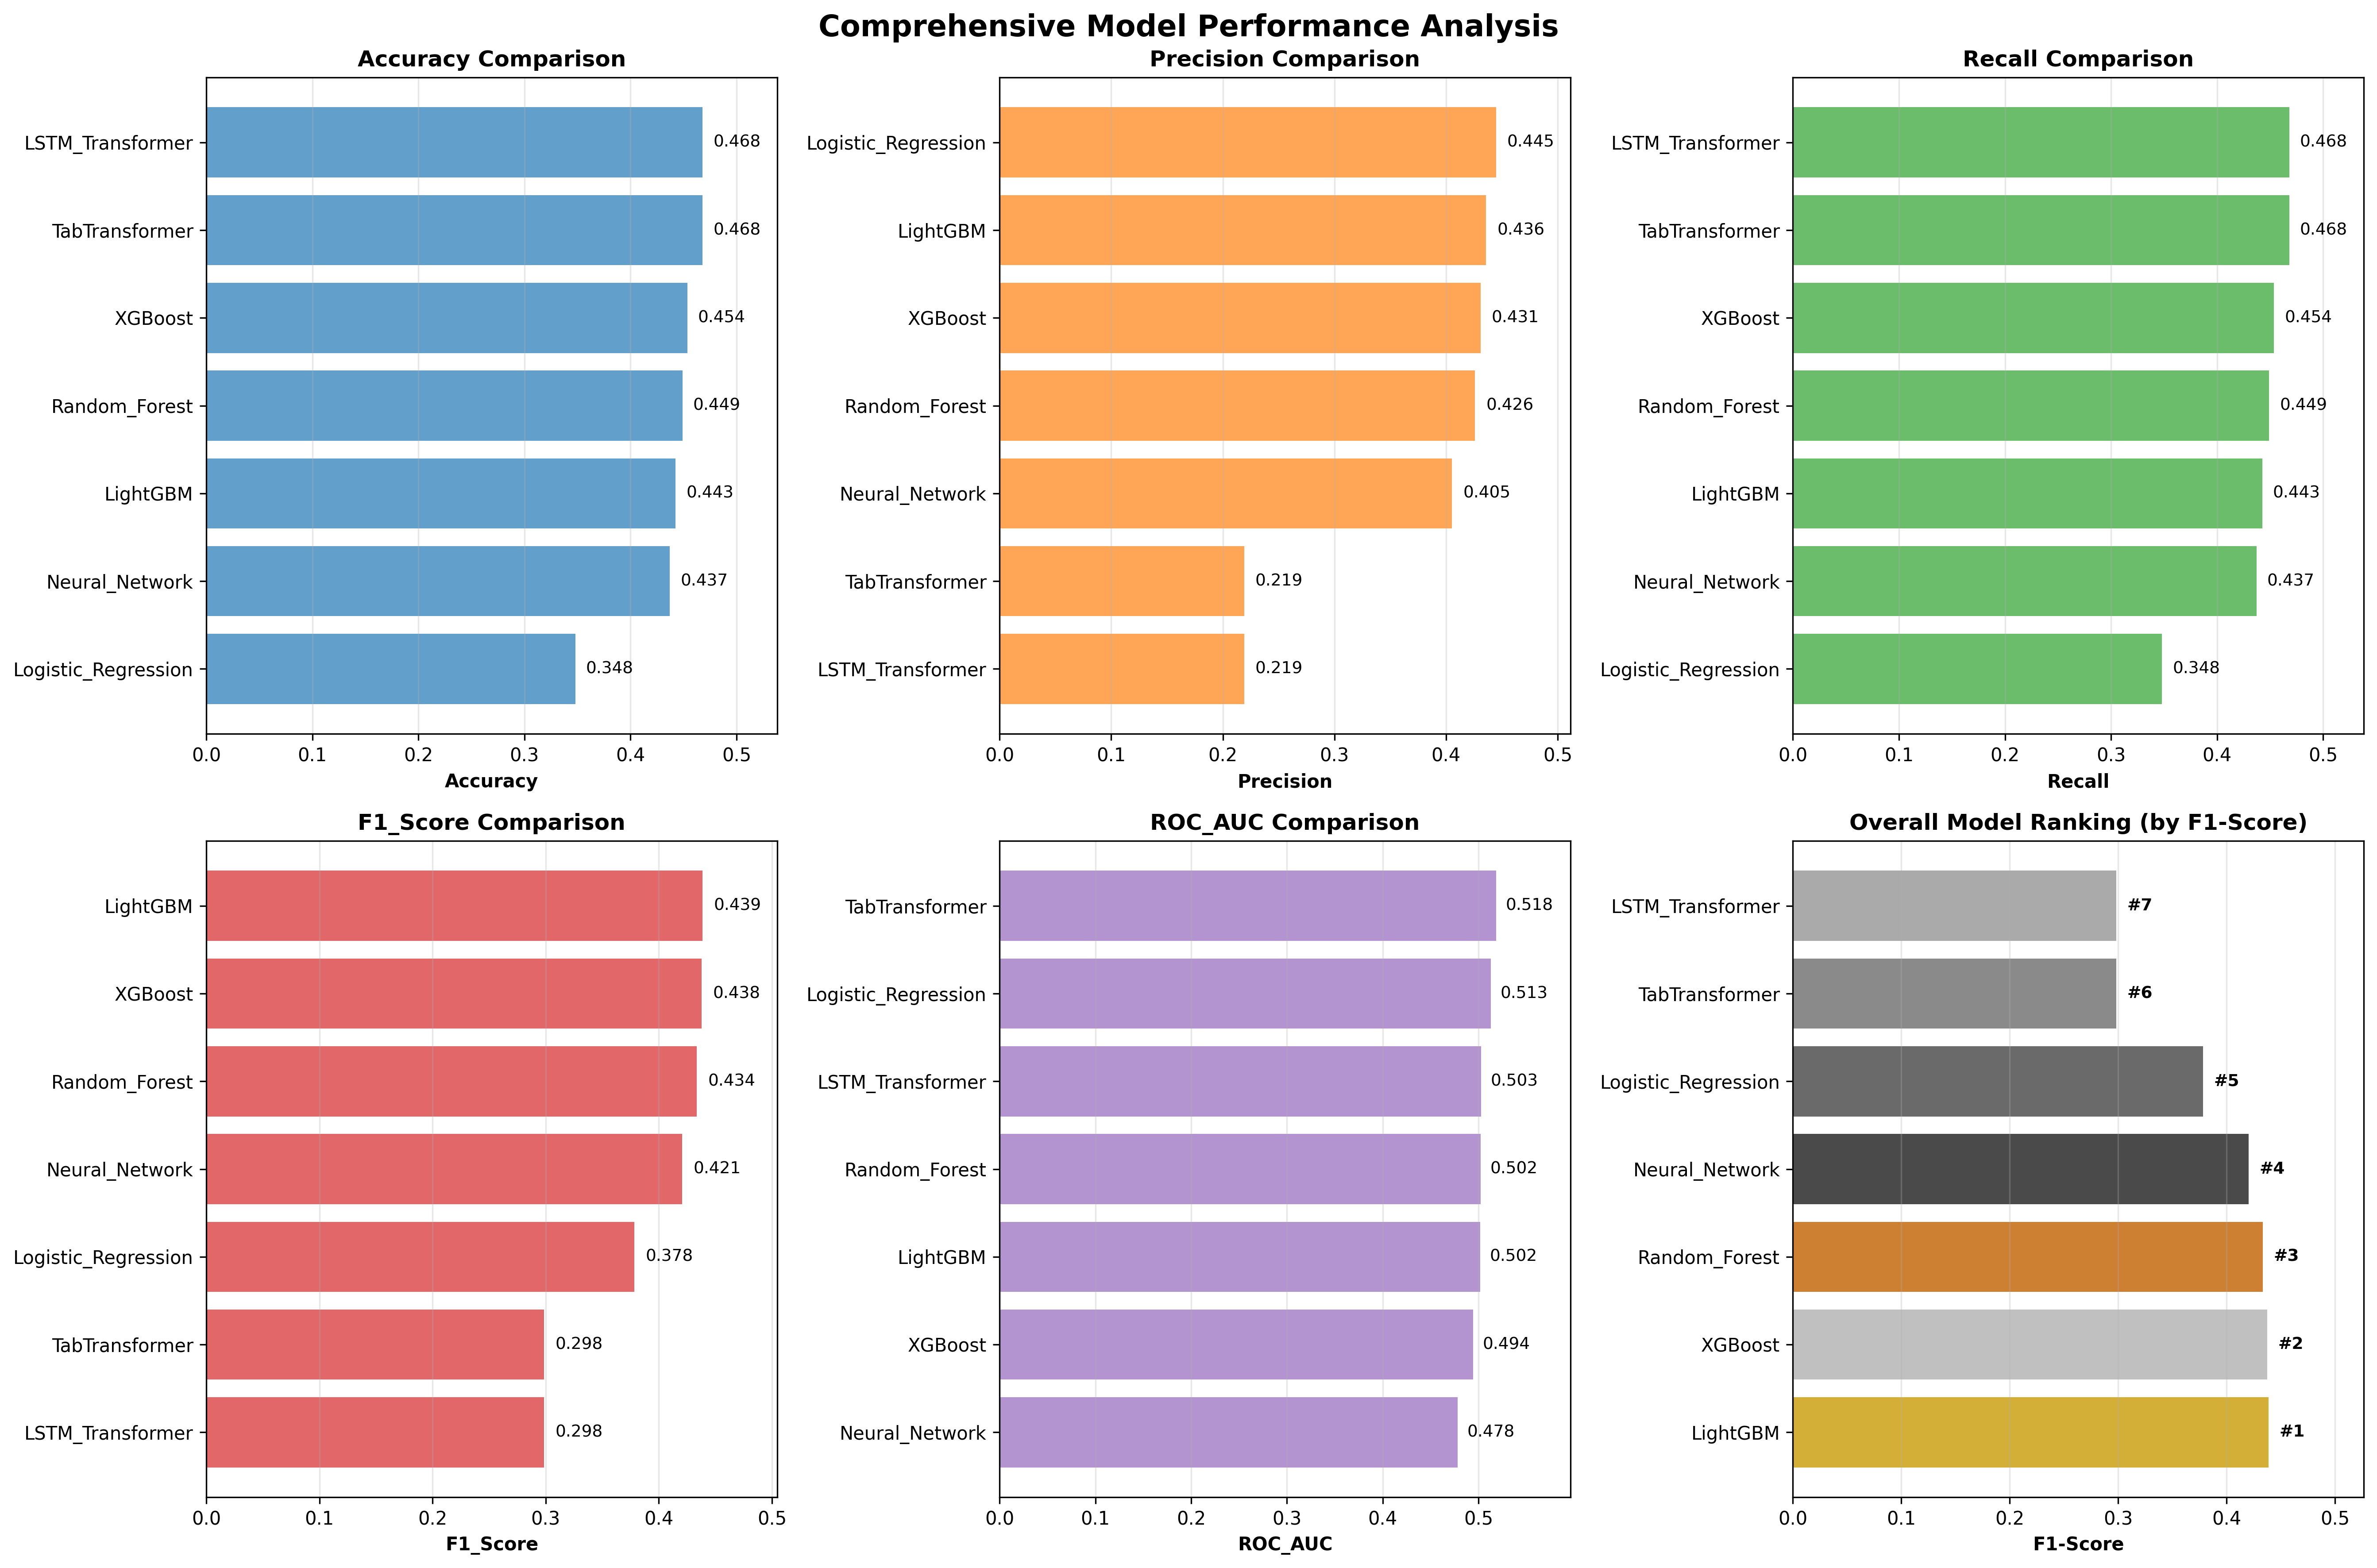 Comprehensive Model Performance Analysis
Accuracy Comparison
LSTM_Transformer 0.468
TabTransformer 0.468
XGBoost 0.454
Random_Forest 0.449
LightGBM 0.443
Neural_Network 0.437
Logistic_Regression 0.348
0.0 0.1 0.2 0.3 0.4 0.5
Accuracy
Precision Comparison
Logistic_Regression 0.445
LightGBM 0.436
XGBoost 0.431
Random_Forest 0.426
Neural_Network 0.405
TabTransformer 0.219
LSTM_Transformer 0.219
0.0 0.1 0.2 0.3 0.4 0.5
Precision
Recall Comparison
LSTM_Transformer 0.468
TabTransformer 0.468
XGBoost 0.454
Random_Forest 0.449
LightGBM 0.443
Neural_Network 0.437
Logistic_Regression 0.348
0.0 0.1 0.2 0.3 0.4 0.5
Recall
F1_Score Comparison
LightGBM 0.439
XGBoost 0.438
Random_Forest 0.434
Neural_Network 0.421
Logistic_Regression 0.378
TabTransformer 0.298
LSTM_Transformer 0.298
0.0 0.1 0.2 0.3 0.4 0.5
F1_Score
ROC_AUC Comparison
TabTransformer 0.518
Logistic_Regression 0.513
LSTM_Transformer 0.503
Random_Forest 0.502
LightGBM 0.502
XGBoost 0.494
Neural_Network 0.478
0.0 0.1 0.2 0.3 0.4 0.5
ROC_AUC
Overall Model Ranking (by F1-Score)
LSTM_Transformer #7
TabTransformer #6
Logistic_Regression #5
Neural_Network #4
Random_Forest #3
XGBoost #2
LightGBM #1
0.0 0.1 0.2 0.3 0.4 0.5
F1-Score